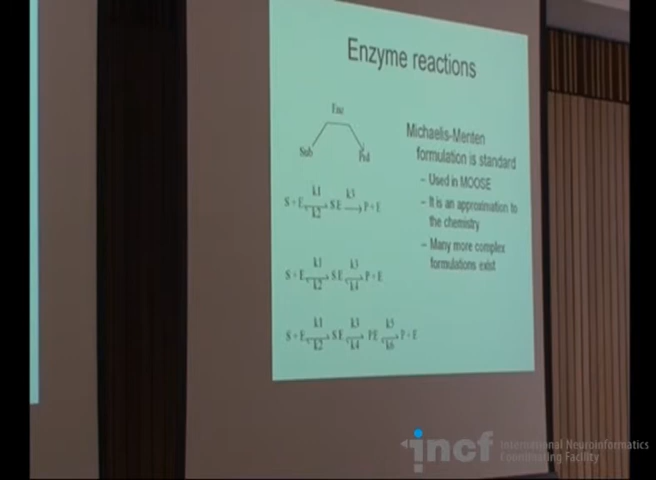 Enzyme reactions
Enz
Sub
Prd
Michaelis-Menten
formulation is standard
– Used in MOOSE
– It is an approximation to
the chemistry
– Many more complex
formulations exist
k1 k3
S+E SE P+E
k2
k1 k3
S+E SE P+E
k2 k4
k1 k3 k5
S+E SE PE P+E
k2 k4 k6
incf
International Neuroinformatics
Coordinating Facility